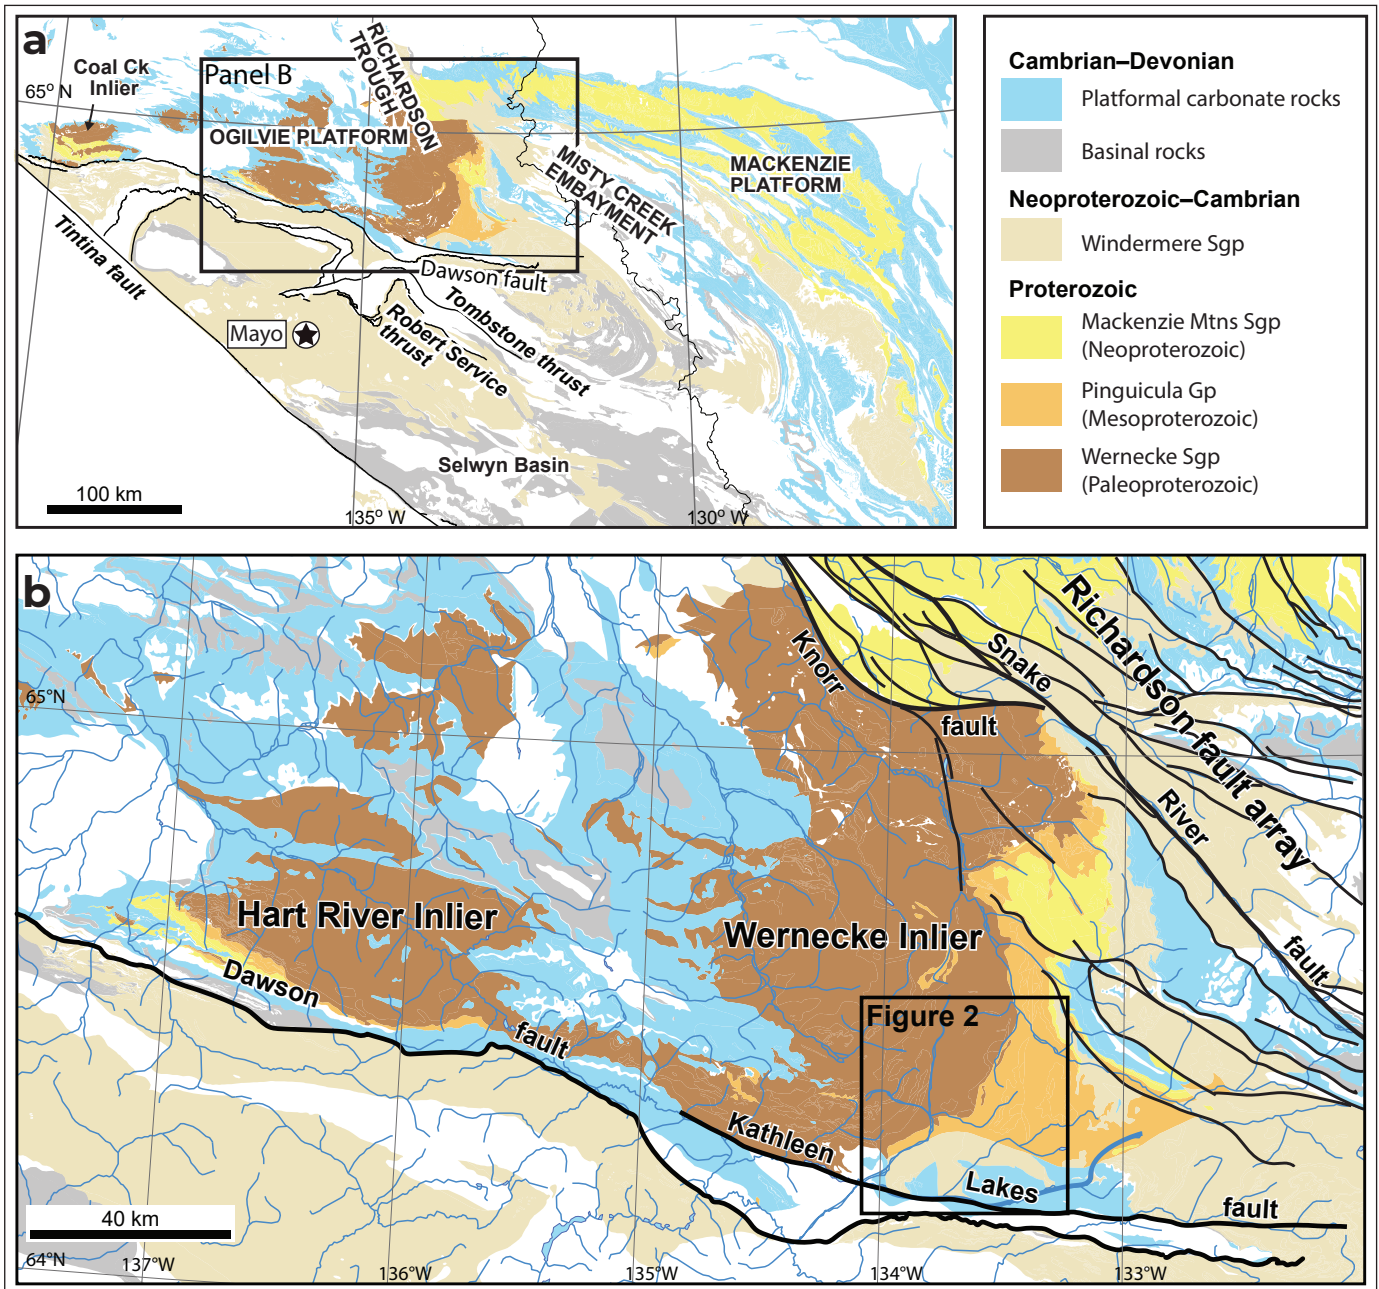 a
Coal Ck
Inlier
65° N
Panel B
RICHARDSON
TROUGH
OGILVIE PLATFORM
MISTY CREEK
EMBAYMENT
MACKENZIE
PLATFORM
Tintina fault
Dawson fault
Mayo
Robert Service
thrust
Tombstone thrust
Selwyn Basin
100 km
135° W
130° W
Cambrian–Devonian
Platformal carbonate rocks
Basinal rocks
Neoproterozoic–Cambrian
Windermere Sgp
Proterozoic
Mackenzie Mtns Sgp
(Neoproterozoic)
Pinguicula Gp
(Mesoproterozoic)
Wernecke Sgp
(Paleoproterozoic)
b
65°N
Knorr
fault
Snake
River
fault
Richardson fault array
Hart River Inlier
Wernecke Inlier
Dawson
fault
Figure 2
Kathleen
Lakes
fault
40 km
64°N
137°W
136°W
135°W
134°W
133°W